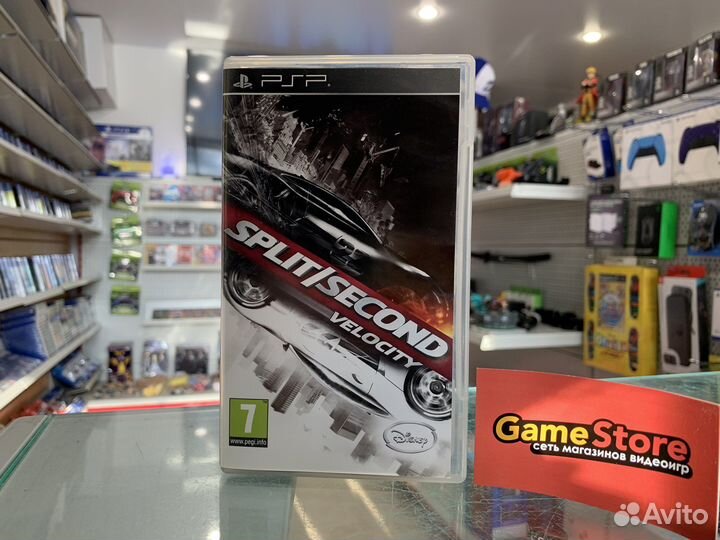 PSP
SPLIT/SECOND
VELOCITY
7
www.pegi.info
Disney
GameStore
сеть магазинов видеоигр
Avito